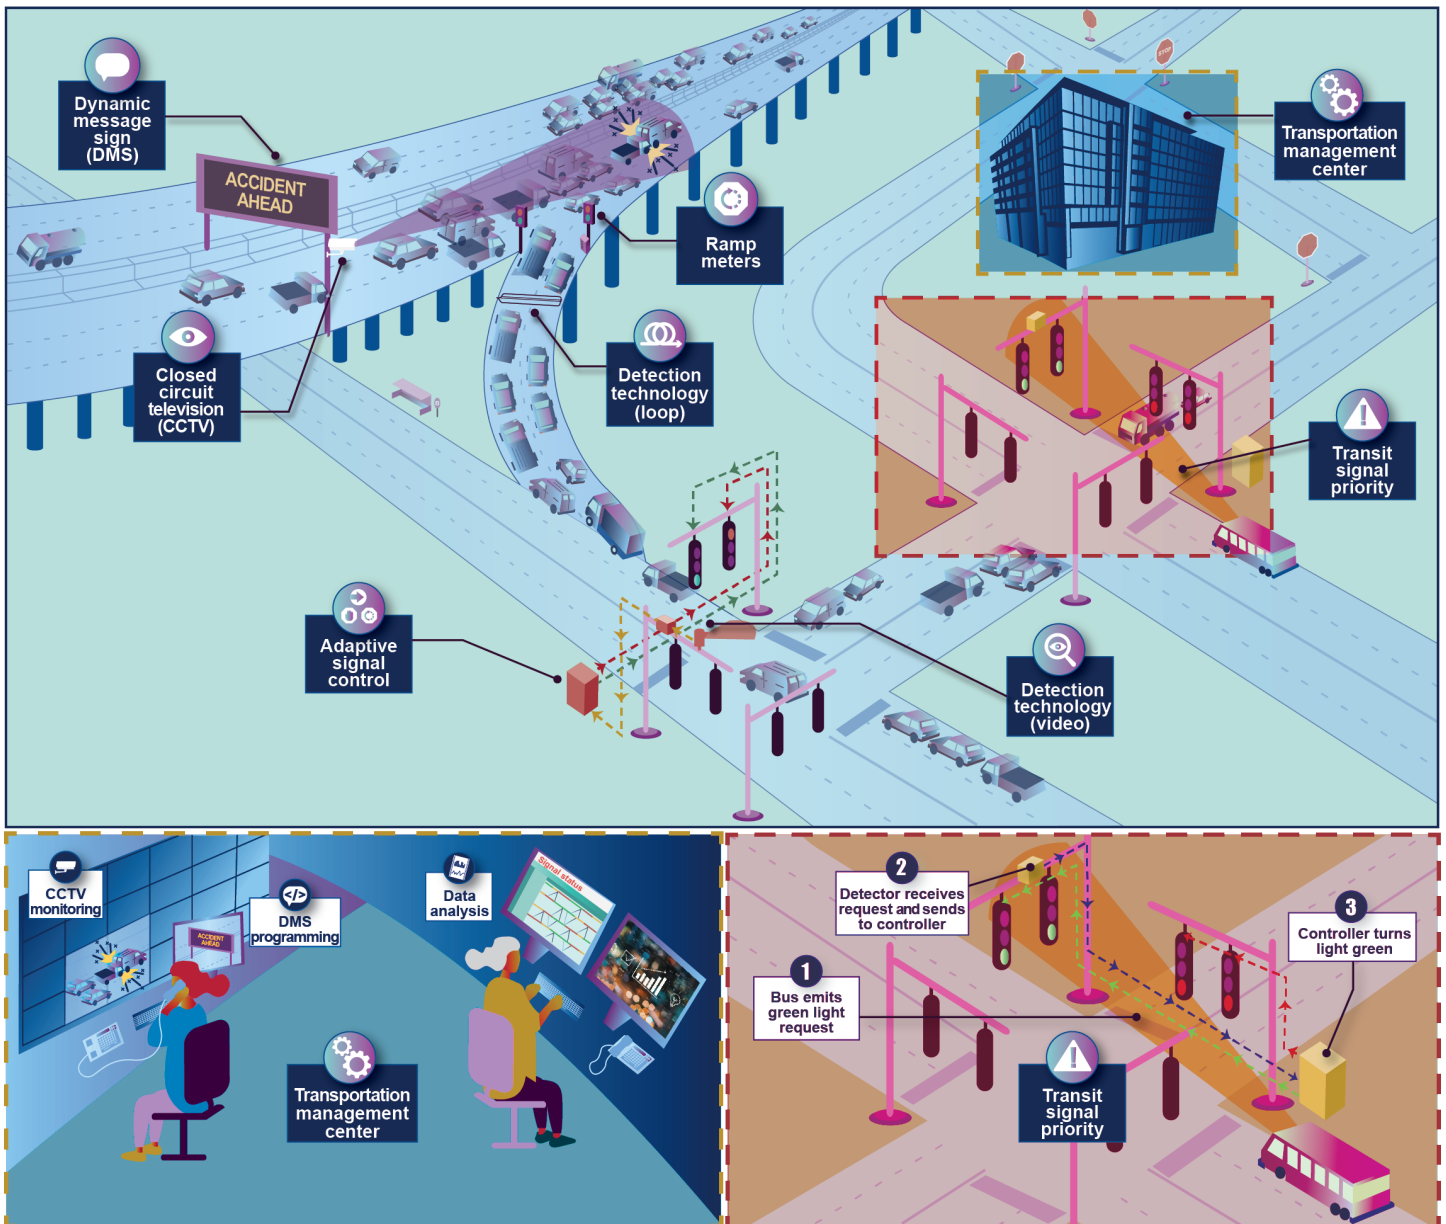 Dynamic
message
sign
(DMS)
ACCIDENT
AHEAD
Closed
circuit
television
(CCTV)
Ramp
meters
Detection
technology
(loop)
STOP
Transportation
management
center
Transit
signal
priority
Adaptive
signal
control
Detection
technology
(video)
CCTV
monitoring
ACCIDENT
AHEAD
</>
DMS
programming
Data
analysis
Signal status
Transportation
management
center
1
Bus emits
green light
request
2
Detector receives
request and sends
to controller
3
Controller turns
light green
Transit
signal
priority